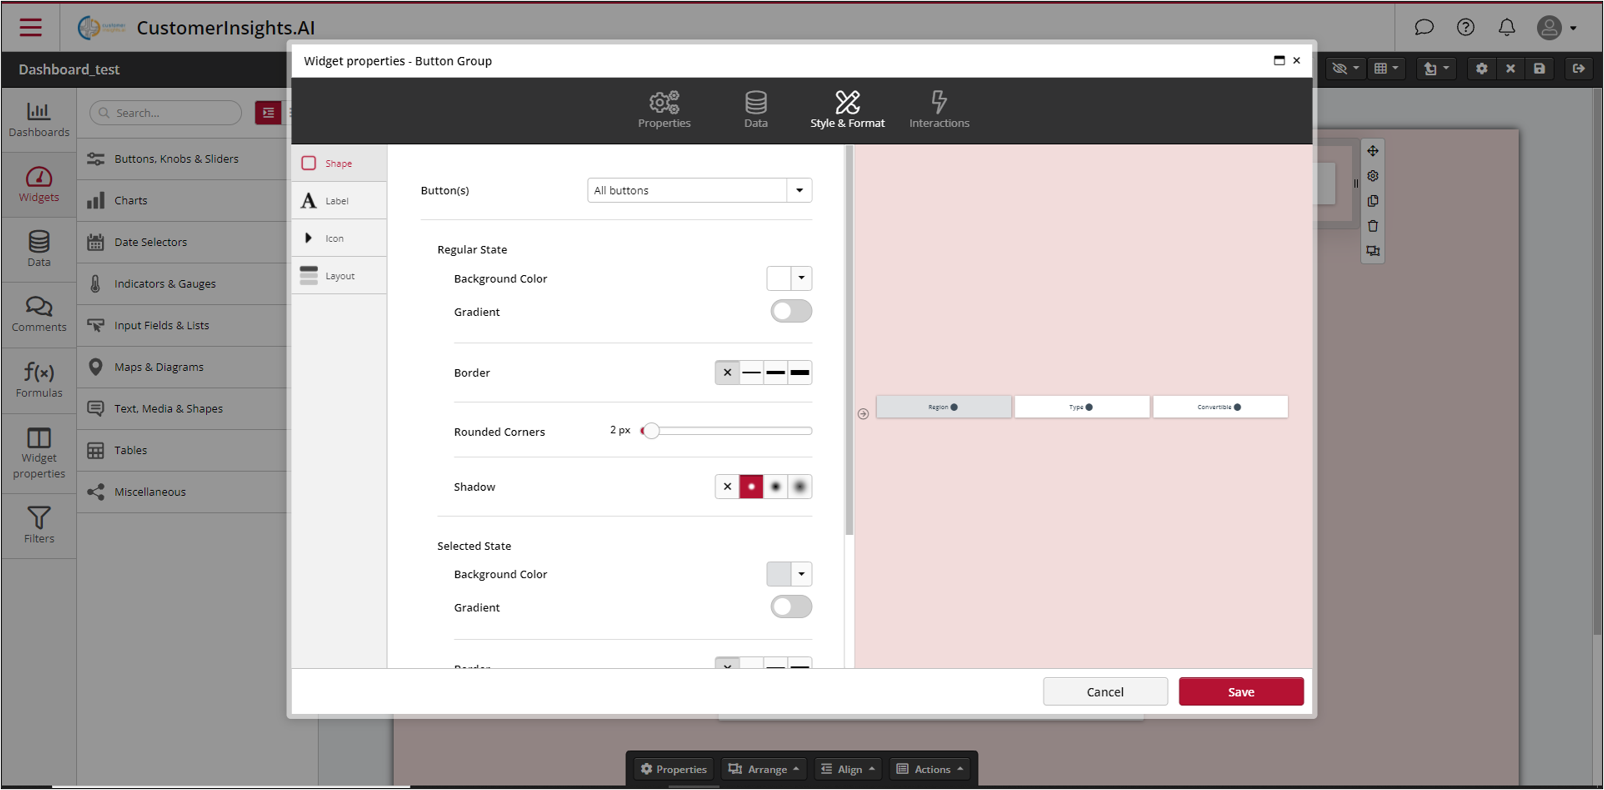 CustomerInsights.AI
Dashboard_test
Widget properties - Button Group
Properties
Data
Style & Format
Interactions
Dashboards
Widgets
Data
Comments
Formulas
Widget
properties
Filters
Search...
Buttons, Knobs & Sliders
Charts
Date Selectors
Indicators & Gauges
Input Fields & Lists
Maps & Diagrams
Text, Media & Shapes
Tables
Miscellaneous
Shape
Label
Icon
Layout
Button(s)
All buttons
Regular State
Background Color
Gradient
Border
Rounded Corners
2 px
Shadow
Selected State
Background Color
Gradient
Border
Region
Type
Convertible
Cancel
Save
Properties
Arrange
Align
Actions